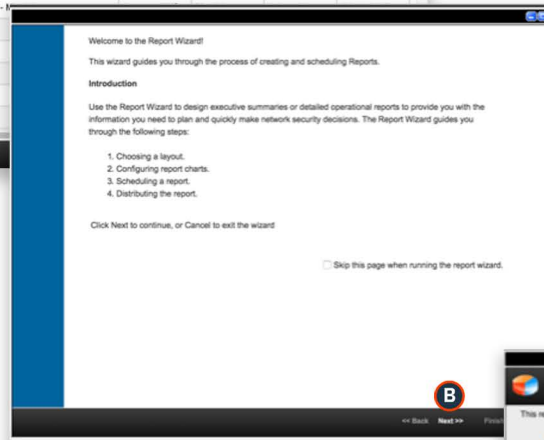 - M
Welcome to the Report Wizard!
This wizard guides you through the process of creating and scheduling Reports.
Introduction
Use the Report Wizard to design executive summaries or detailed operational reports to provide you with the
information you need to plan and quickly make network security decisions. The Report Wizard guides you
through the following steps:
1. Choosing a layout.
2. Configuring report charts.
3. Scheduling a report.
4. Distributing the report.
Click Next to continue, or Cancel to exit the wizard
Skip this page when running the report wizard.
B
<< Back Next >> Finish
This re